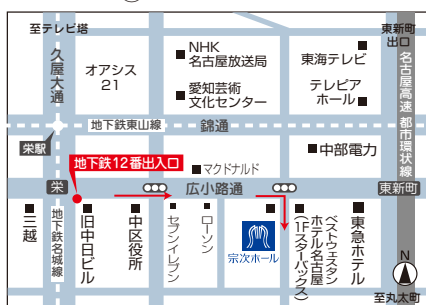 至テレビ塔
東新町
出口
久屋大通
オアシス
21
NHK
名古屋放送局
愛知芸術
文化センター
東海テレビ
テレピア
ホール
名古屋高速 都市環状線
地下鉄東山線
錦通
栄駅
中部電力
地下鉄12番出入口
マクドナルド
栄
広小路通
東新町
三越
地下鉄名城線
旧中日ビル
中区役所
セブンイレブン
ローソン
宗次ホール
ベストウェスタン
ホテル名古屋
(1Fスターバックス)
東急ホテル
N
至丸太町